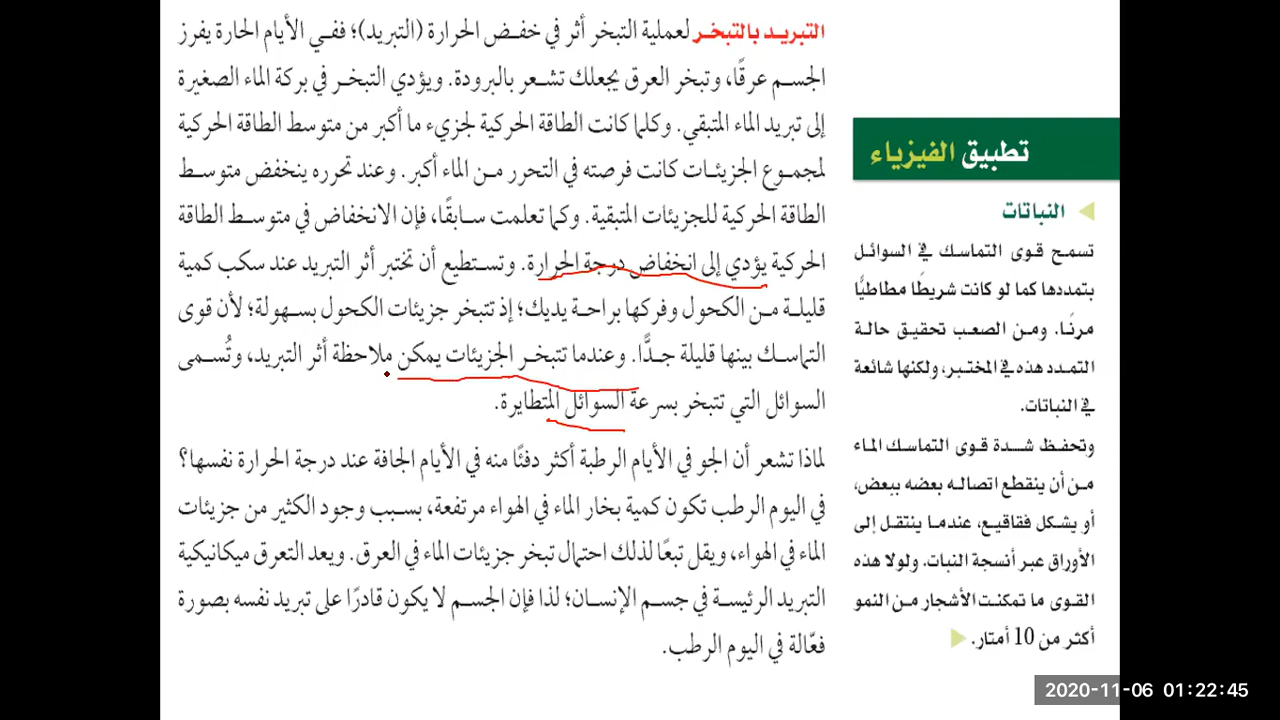 التبريد بالتبخر لعملية التبخر أثر في خفض الحرارة (التبريد)؛ ففي الأيام الحارة يفرز
الجسم عرقًا، وتبخر العرق يجعلك تشعر بالبرودة. ويؤدي التبخر في بركة الماء الصغيرة
إلى تبريد الماء المتبقي. وكلما كانت الطاقة الحركية لجزيء ما أكبر من متوسط الطاقة الحركية
لمجموع الجزيئات كانت فرصته في التحرر من الماء أكبر. وعند تحرره ينخفض متوسط
الطاقة الحركية للجزيئات المتبقية. وكما تعلمت سابقًا، فإن الانخفاض في متوسط الطاقة
الحركية يؤدي إلى انخفاض درجة الحرارة. وتستطيع أن تختبر أثر التبريد عند سكب كمية
قليلة من الكحول وفركها براحة يديك؛ إذ تتبخر جزيئات الكحول بسهولة؛ لأن قوى
التماسك بينها قليلة جدًّا. وعندما تتبخر الجزيئات يمكن ملاحظة أثر التبريد، وتُسمى
السوائل التي تتبخر بسرعة السوائل المتطايرة.
لماذا تشعر أن الجو في الأيام الرطبة أكثر دفئًا منه في الأيام الجافة عند درجة الحرارة نفسها؟
في اليوم الرطب تكون كمية بخار الماء في الهواء مرتفعة، بسبب وجود الكثير من جزيئات
الماء في الهواء، ويقل تبعًا لذلك احتمال تبخر جزيئات الماء في العرق. ويعد التعرق ميكانيكية
التبريد الرئيسة في جسم الإنسان؛ لذا فإن الجسم لا يكون قادرًا على تبريد نفسه بصورة
فعّالة في اليوم الرطب.
تطبيق الفيزياء
النباتات
تسمح قوى التماسك في السوائل
بتمددها كما لو كانت شريطًا مطاطيًّا
مرنًا. ومن الصعب تحقيق حالة
التمدد هذه في المختبر، ولكنها شائعة
في النباتات.
وتحفظ شدة قوى التماسك الماء
من أن ينقطع اتصاله بعضه ببعض،
أو يشكل فقاقيع، عندما ينتقل إلى
الأوراق عبر أنسجة النبات. ولولا هذه
القوى ما تمكنت الأشجار من النمو
أكثر من 10 أمتار.
2020-11-06 01:22:45